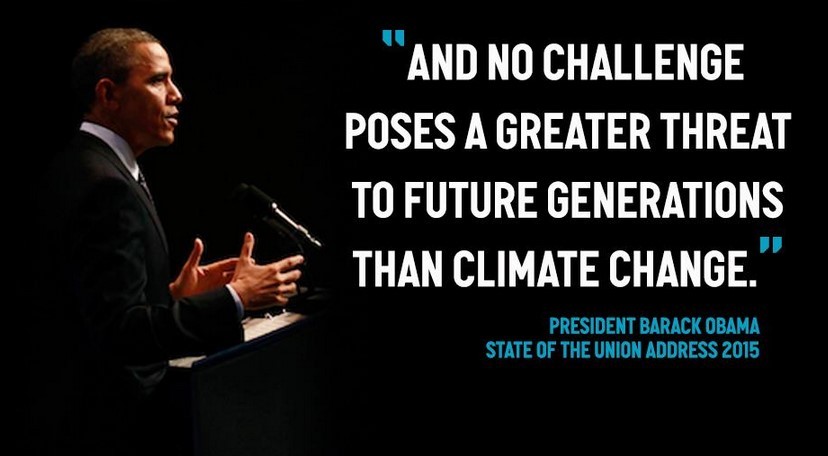 "AND NO CHALLENGE
POSES A GREATER THREAT
TO FUTURE GENERATIONS
THAN CLIMATE CHANGE."
PRESIDENT BARACK OBAMA
STATE OF THE UNION ADDRESS 2015